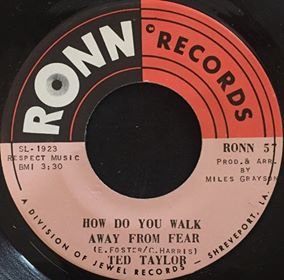 RONN RECORDS
SL-1923
RESPECT MUSIC
BMI 3:30
RONN 57
Prod. & Arr.
by
MILES GRAYSON
HOW DO YOU WALK
AWAY FROM FEAR
(E. FOSTER/C. HARRIS)
TED TAYLOR
A DIVISION OF JEWEL RECORDS - SHREVEPORT, LA.